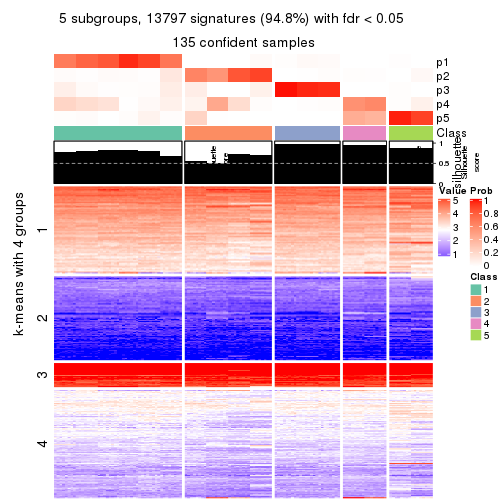 5 subgroups, 13797 signatures (94.8%) with fdr < 0.05
135 confident samples
p1
p2
p3
p4
p5
Class
1
0.5
0
silhouette
Silhouette
score
k-means with 4 groups
1
2
3
4
Value
5
4
3
2
1
Prob
1
0.8
0.6
0.4
0.2
0
Class
1
2
3
4
5